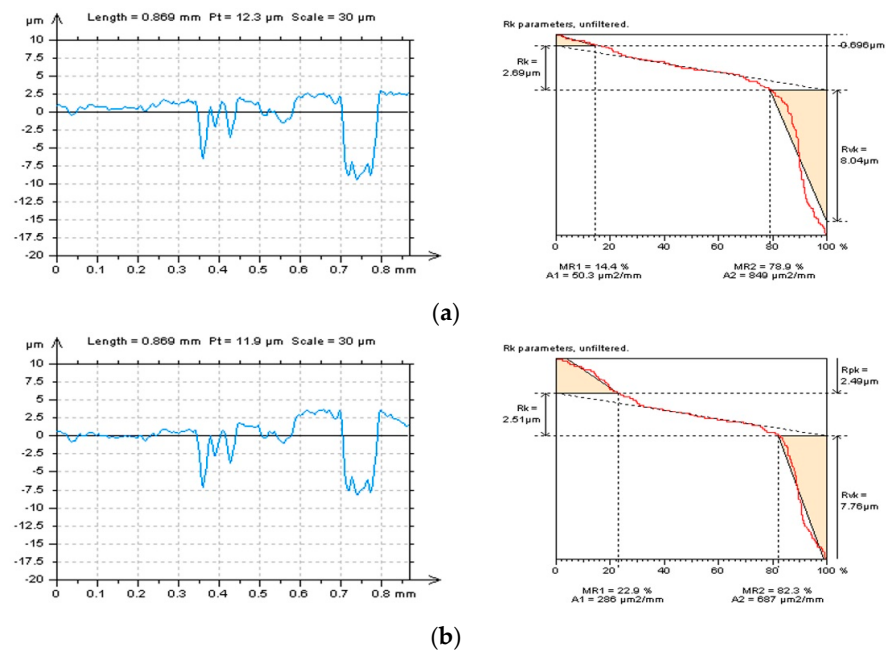 µm
Length = 0.869 mm Pt = 12.3 µm Scale = 30 µm
10
7.5
5
2.5
0
-2.5
-5
-7.5
-10
-12.5
-15
-17.5
-20
0 0.1 0.2 0.3 0.4 0.5 0.6 0.7 0.8 mm
Rk parameters, unfiltered.
Rk =
2.69µm
0.696µm
Rvk =
8.04µm
0 20 40 60 80 100 %
MR1 = 14.4 % MR2 = 78.9 %
A1 = 50.3 µm2/mm A2 = 849 µm2/mm
(a)
µm
Length = 0.869 mm Pt = 11.9 µm Scale = 30 µm
10
7.5
5
2.5
0
-2.5
-5
-7.5
-10
-12.5
-15
-17.5
-20
0 0.1 0.2 0.3 0.4 0.5 0.6 0.7 0.8 mm
Rk parameters, unfiltered.
Rk =
2.51µm
Rpk =
2.49µm
Rvk =
7.76µm
0 20 40 60 80 100 %
MR1 = 22.9 % MR2 = 82.3 %
A1 = 286 µm2/mm A2 = 687 µm2/mm
(b)